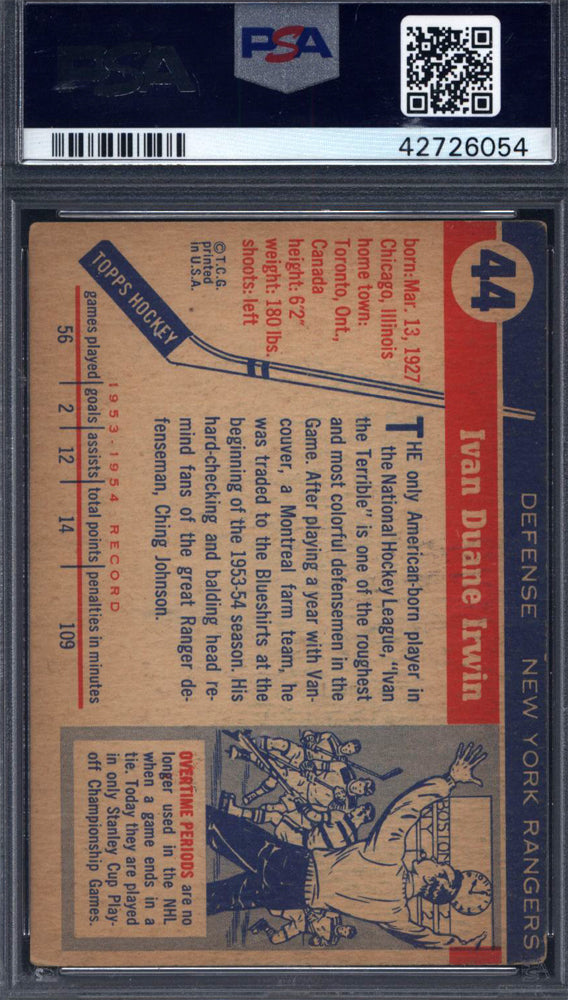 PSA
PSA
42726054
44
DEFENSE NEW YORK RANGERS
Ivan Duane Irwin
born: Mar. 13, 1927
Chicago, Illinois
home town:
Toronto, Ont.,
Canada
height: 6'2"
weight: 180 lbs.
shoots: left
© T.C.G.
printed
in U.S.A.
TOPPS HOCKEY
THE only American-born player in
the National Hockey League, "Ivan
the Terrible" is one of the roughest
and most colorful defensemen in the
Game. After playing a year with Van-
couver, a Montreal farm team, he
was traded to the Blueshirts at the
beginning of the 1953-54 season. His
hard-checking and balding head re-
mind fans of the great Ranger de-
fenseman, Ching Johnson.
1953-1954 RECORD
games played goals assists total points penalties in minutes
56 2 12 14 109
BOSTON
2
OVERTIME PERIODS are no
longer used in the NHL
when a game ends in a
tie. Today they are played
in only Stanley Cup Play-
off Championship Games.